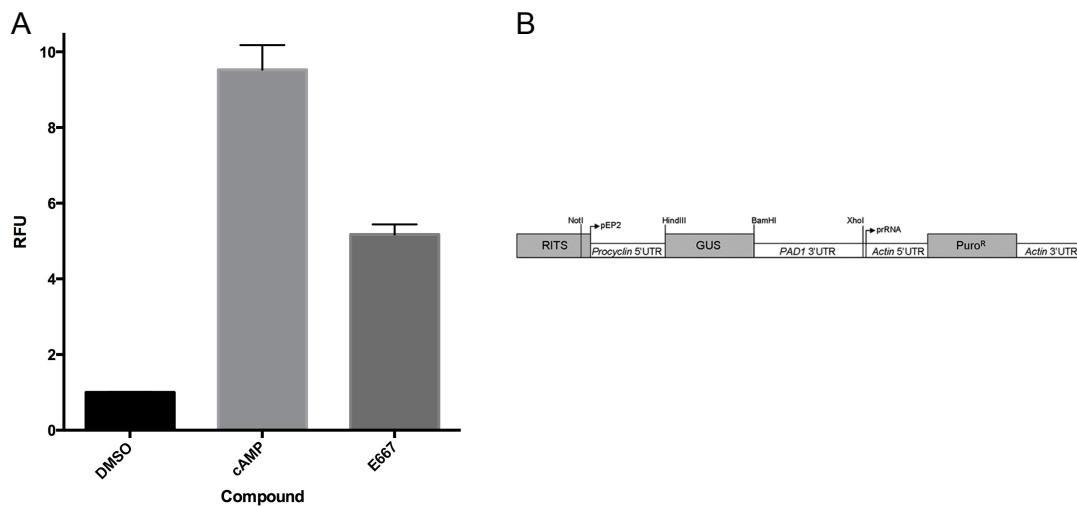 A
B
10
8
6
4
2
0
RFU
DMSO
cAMP
E667
Compound
NotI
pEP2
HindIII
BamHI
XhoI
prRNA
RITS
Procyclin 5'UTR
GUS
PAD1 3'UTR
Actin 5'UTR
PuroR
Actin 3'UTR